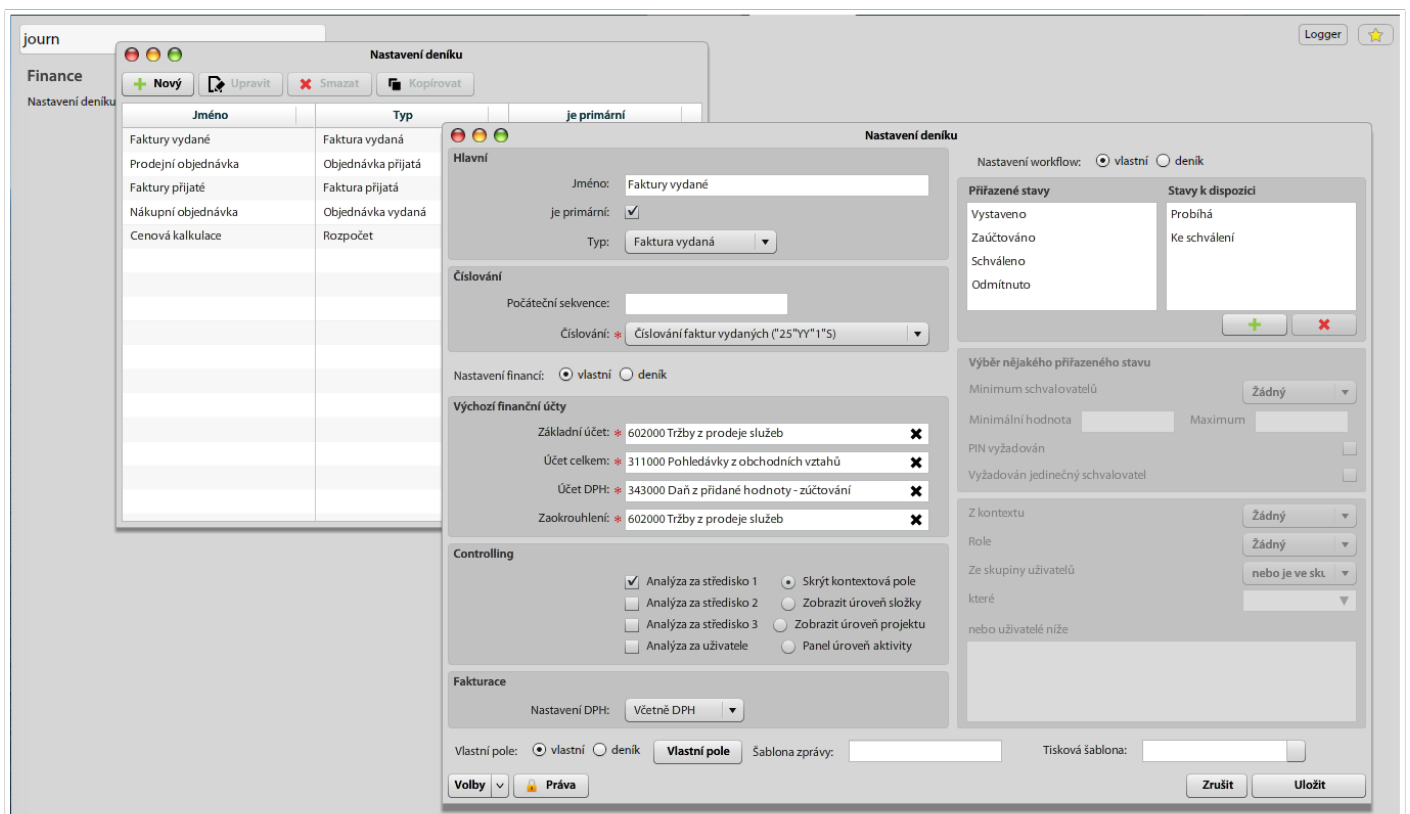 journ
Logger
Finance
Nastavení deníku
Nastavení deníku
Nový
Upravit
Smazat
Kopírovat
Jméno
Typ
je primární
Faktury vydané
Faktura vydaná
Prodejní objednávka
Objednávka přijatá
Faktury přijaté
Faktura přijatá
Nákupní objednávka
Objednávka vydaná
Cenová kalkulace
Rozpočet
Nastavení deníku
Hlavní
Jméno: Faktury vydané
je primární:
Typ: Faktura vydaná
Číslování
Počáteční sekvence:
Číslování: * Číslování faktur vydaných ("25"YY"1"S)
Nastavení financí: vlastní deník
Výchozí finanční účty
Základní účet: * 602000 Tržby z prodeje služeb
Účet celkem: * 311000 Pohledávky z obchodních vztahů
Účet DPH: * 343000 Daň z přidané hodnoty - zúčtování
Zaokrouhlení: * 602000 Tržby z prodeje služeb
Controlling
Analýza za středisko 1 Skrýt kontextová pole
Analýza za středisko 2 Zobrazit úroveň složky
Analýza za středisko 3 Zobrazit úroveň projektu
Analýza za uživatele Panel úroveň aktivity
Fakturace
Nastavení DPH: Včetně DPH
Nastavení workflow: vlastní deník
Přiřazené stavy
Stavy k dispozici
Vystaveno
Probíhá
Zaúčtováno
Ke schválení
Schváleno
Odmítnuto
Výběr nějakého přiřazeného stavu
Minimum schvalovatelů Žádný
Minimální hodnota Maximum
PIN vyžadován
Vyžadován jedinečný schvalovatel
Z kontextu Žádný
Role Žádný
Ze skupiny uživatelů nebo je ve sku
které
nebo uživatelé níže
Vlastní pole: vlastní deník Vlastní pole Šablona zprávy: Tisková šablona:
Volby Práva Zrušit Uložit